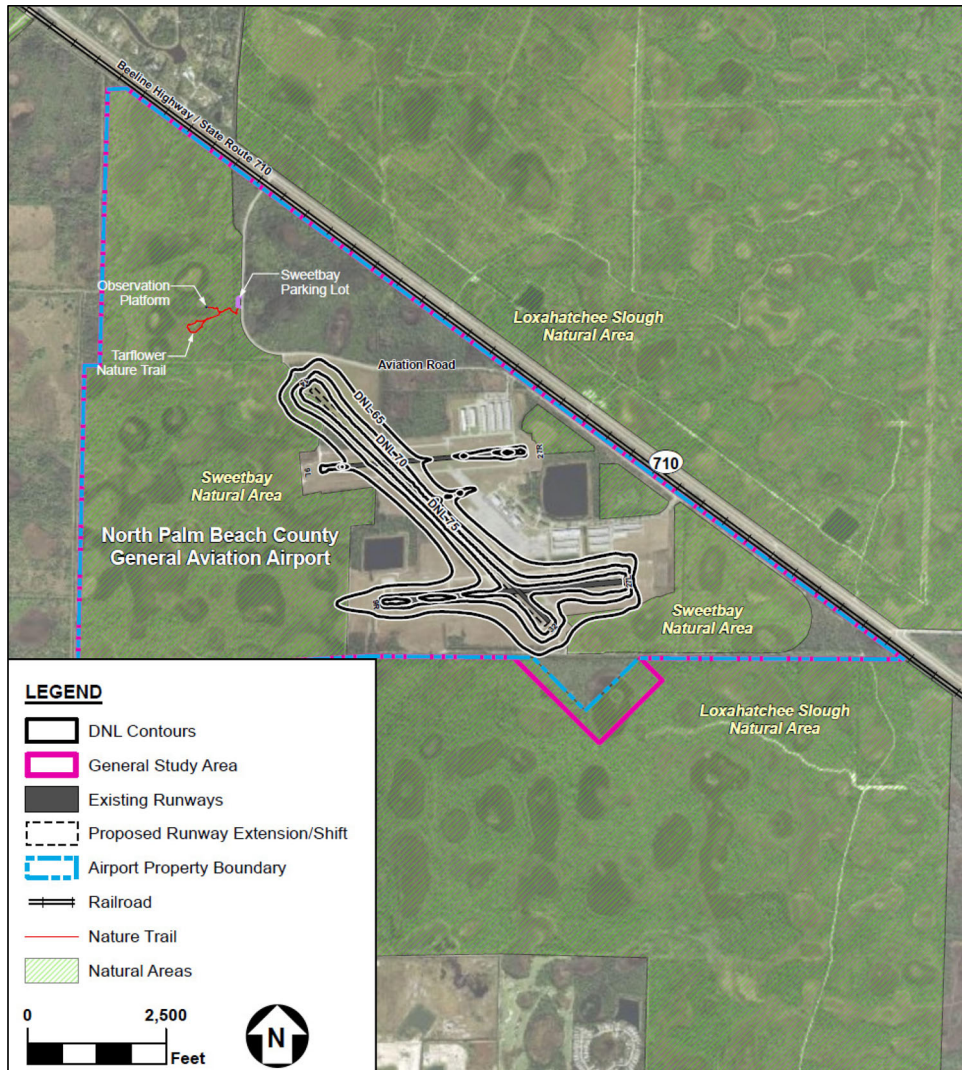 Beeline Highway / State Route 710
Observation
Platform
Sweetbay
Parking Lot
Tarflower
Nature Trail
Loxahatchee Slough
Natural Area
Aviation Road
DNL-65
DNL-70
DNL-75
27R
710
Sweetbay
Natural Area
North Palm Beach County
General Aviation Airport
Sweetbay
Natural Area
Loxahatchee Slough
Natural Area
LEGEND
DNL Contours
General Study Area
Existing Runways
Proposed Runway Extension/Shift
Airport Property Boundary
Railroad
Nature Trail
Natural Areas
0 2,500
Feet
N